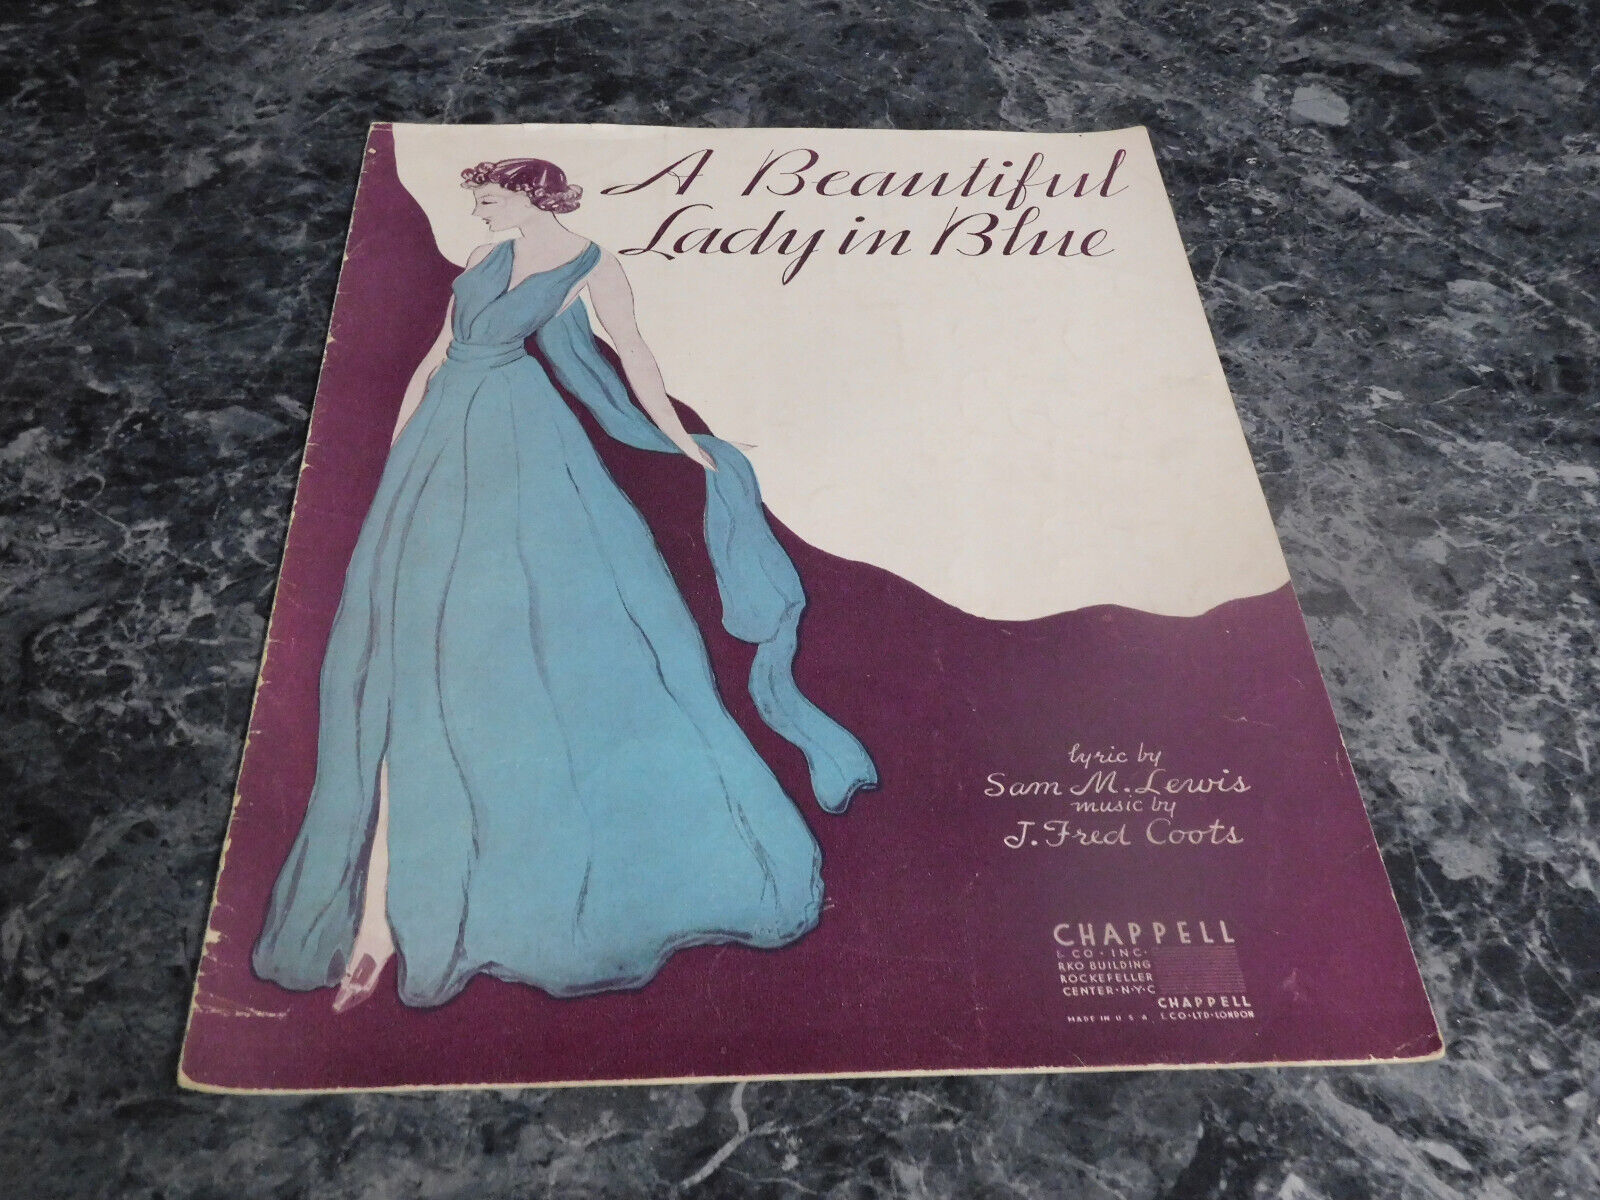 A Beautiful
Lady in Blue
lyric by
Sam M. Lewis
music by
J. Fred Coots
CHAPPELL
& CO · INC ·
RKO BUILDING
ROCKEFELLER
CENTER · N · Y · C
CHAPPELL
& CO · LTD · LONDON
MADE IN U. S. A.